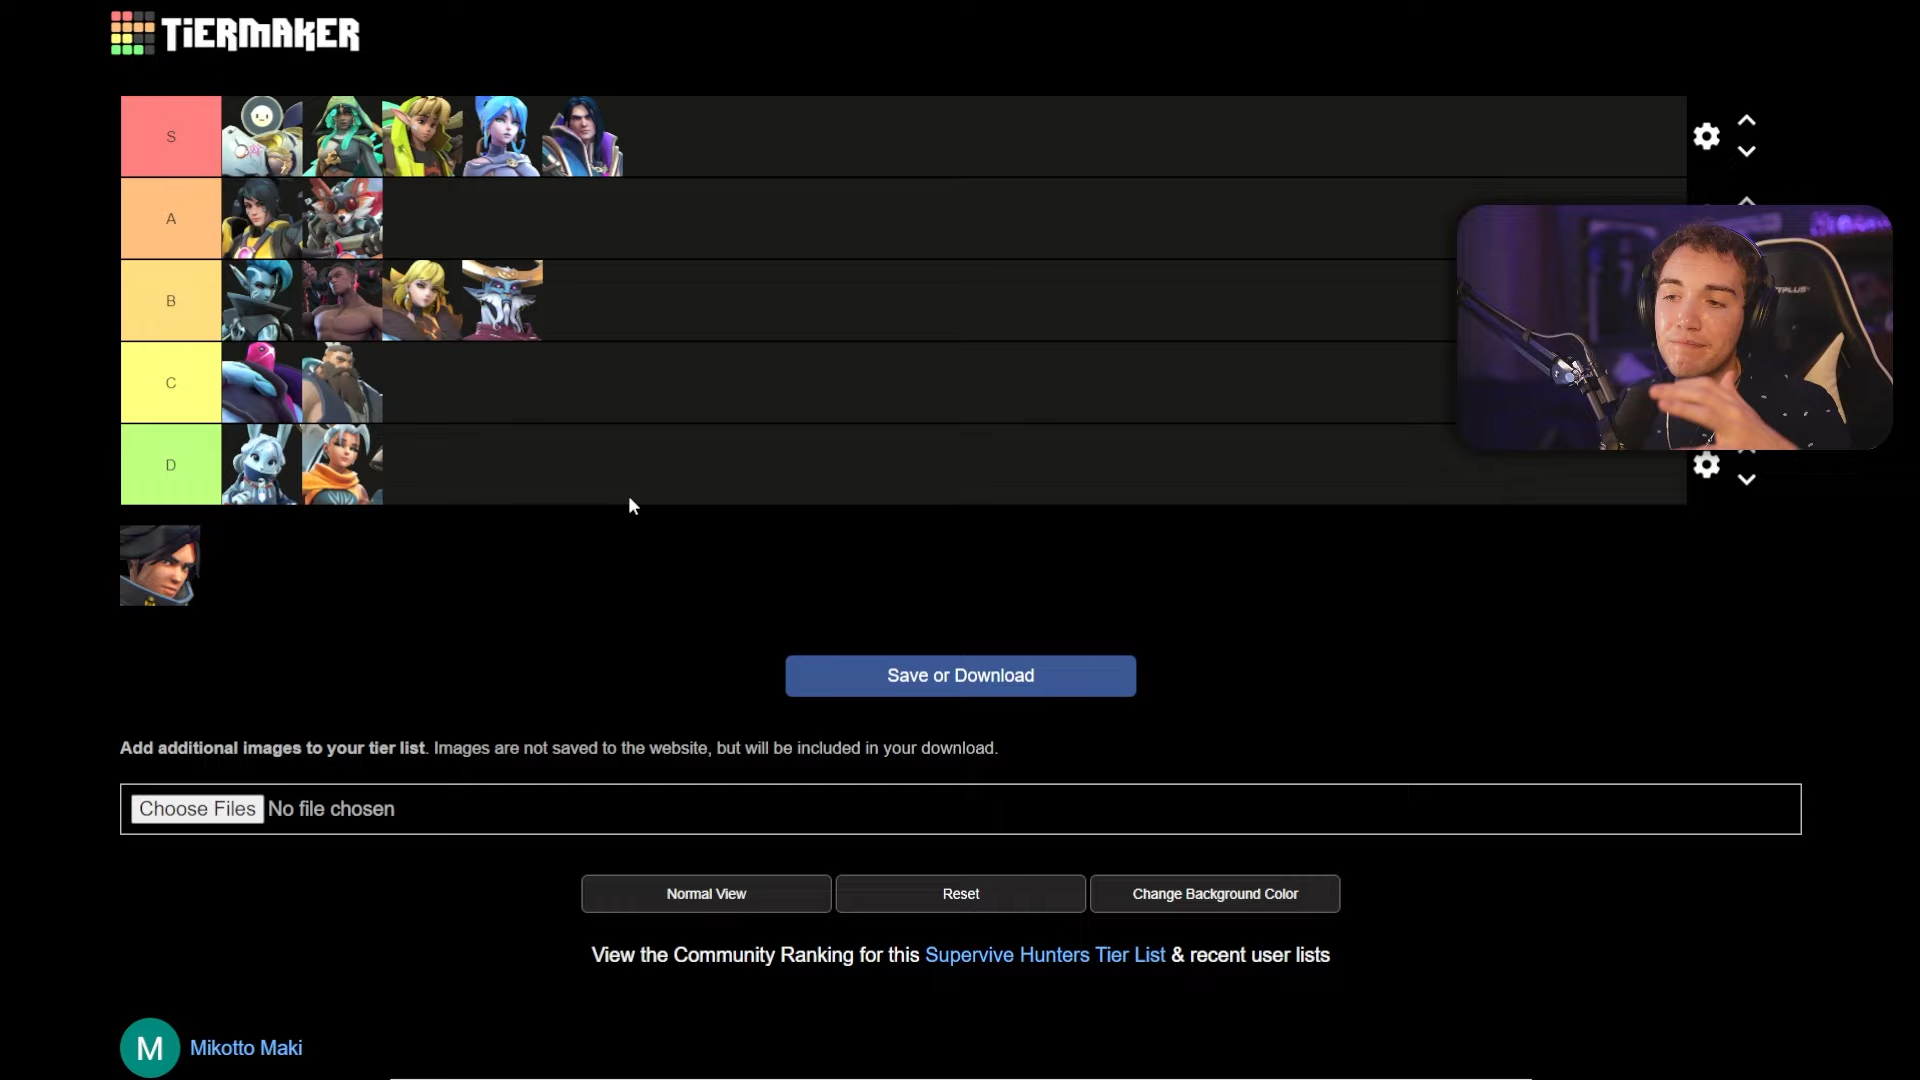 TiERMAKER
S
A
B
C
D
Save or Download
Add additional images to your tier list. Images are not saved to the website, but will be included in your download.
Choose Files No file chosen
Normal View
Reset
Change Background Color
View the Community Ranking for this Supervive Hunters Tier List & recent user lists
M
Mikotto Maki